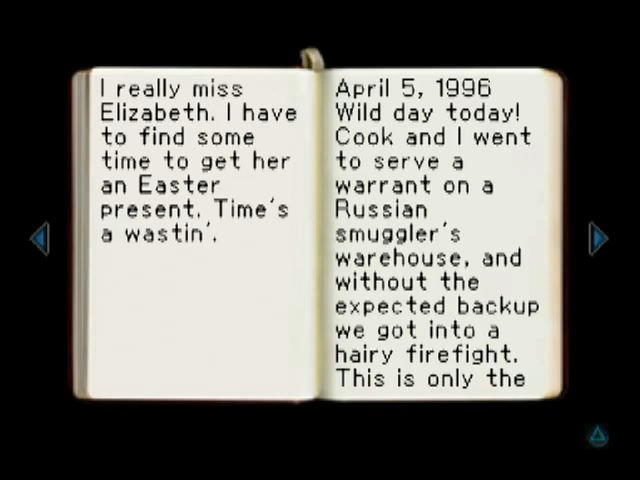 I really miss
Elizabeth. I have
to find some
time to get her
an Easter
present. Time's
a wastin'.
April 5, 1996
Wild day today!
Cook and I went
to serve a
warrant on a
Russian
smuggler's
warehouse, and
without the
expected backup
we got into a
hairy firefight.
This is only the